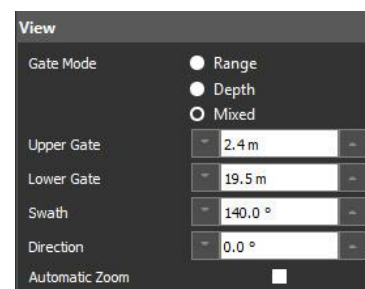 View
Gate Mode Range
Depth
Mixed
Upper Gate 2.4 m
Lower Gate 19.5 m
Swath 140.0 °
Direction 0.0 °
Automatic Zoom